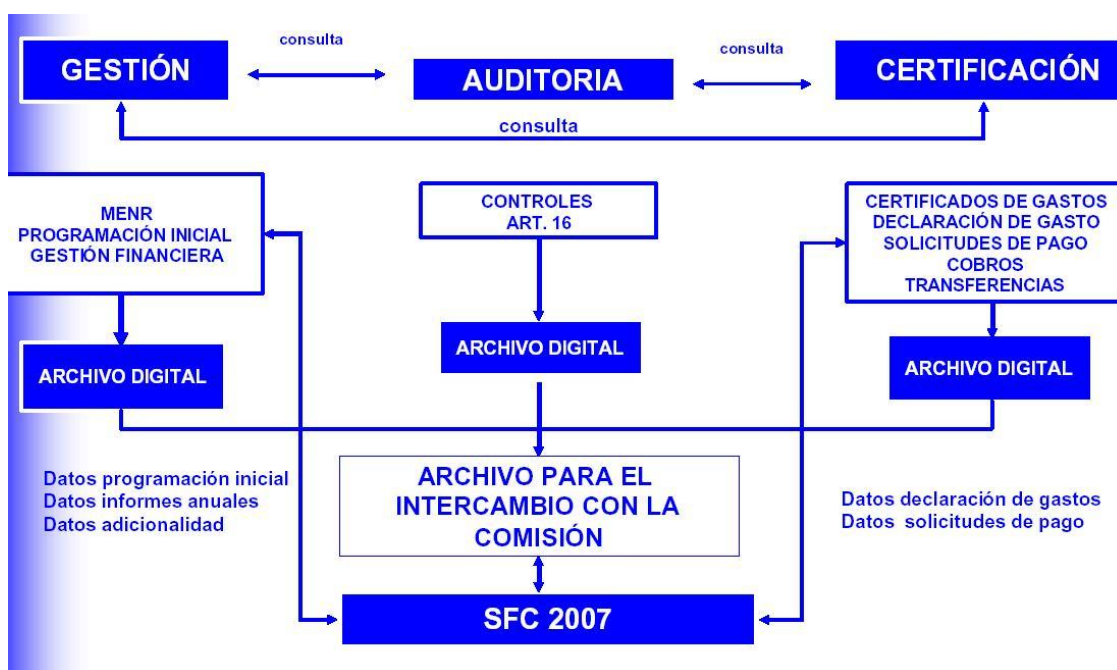 consulta
consulta
GESTIÓN
AUDITORIA
CERTIFICACIÓN
consulta
MENR
PROGRAMACIÓN INICIAL
GESTIÓN FINANCIERA
CONTROLES
ART. 16
CERTIFICADOS DE GASTOS
DECLARACIÓN DE GASTO
SOLICITUDES DE PAGO
COBROS
TRANSFERENCIAS
ARCHIVO DIGITAL
ARCHIVO DIGITAL
ARCHIVO DIGITAL
Datos programación inicial
Datos informes anuales
Datos adicionalidad
ARCHIVO PARA EL
INTERCAMBIO CON LA
COMISIÓN
Datos declaración de gastos
Datos solicitudes de pago
SFC 2007